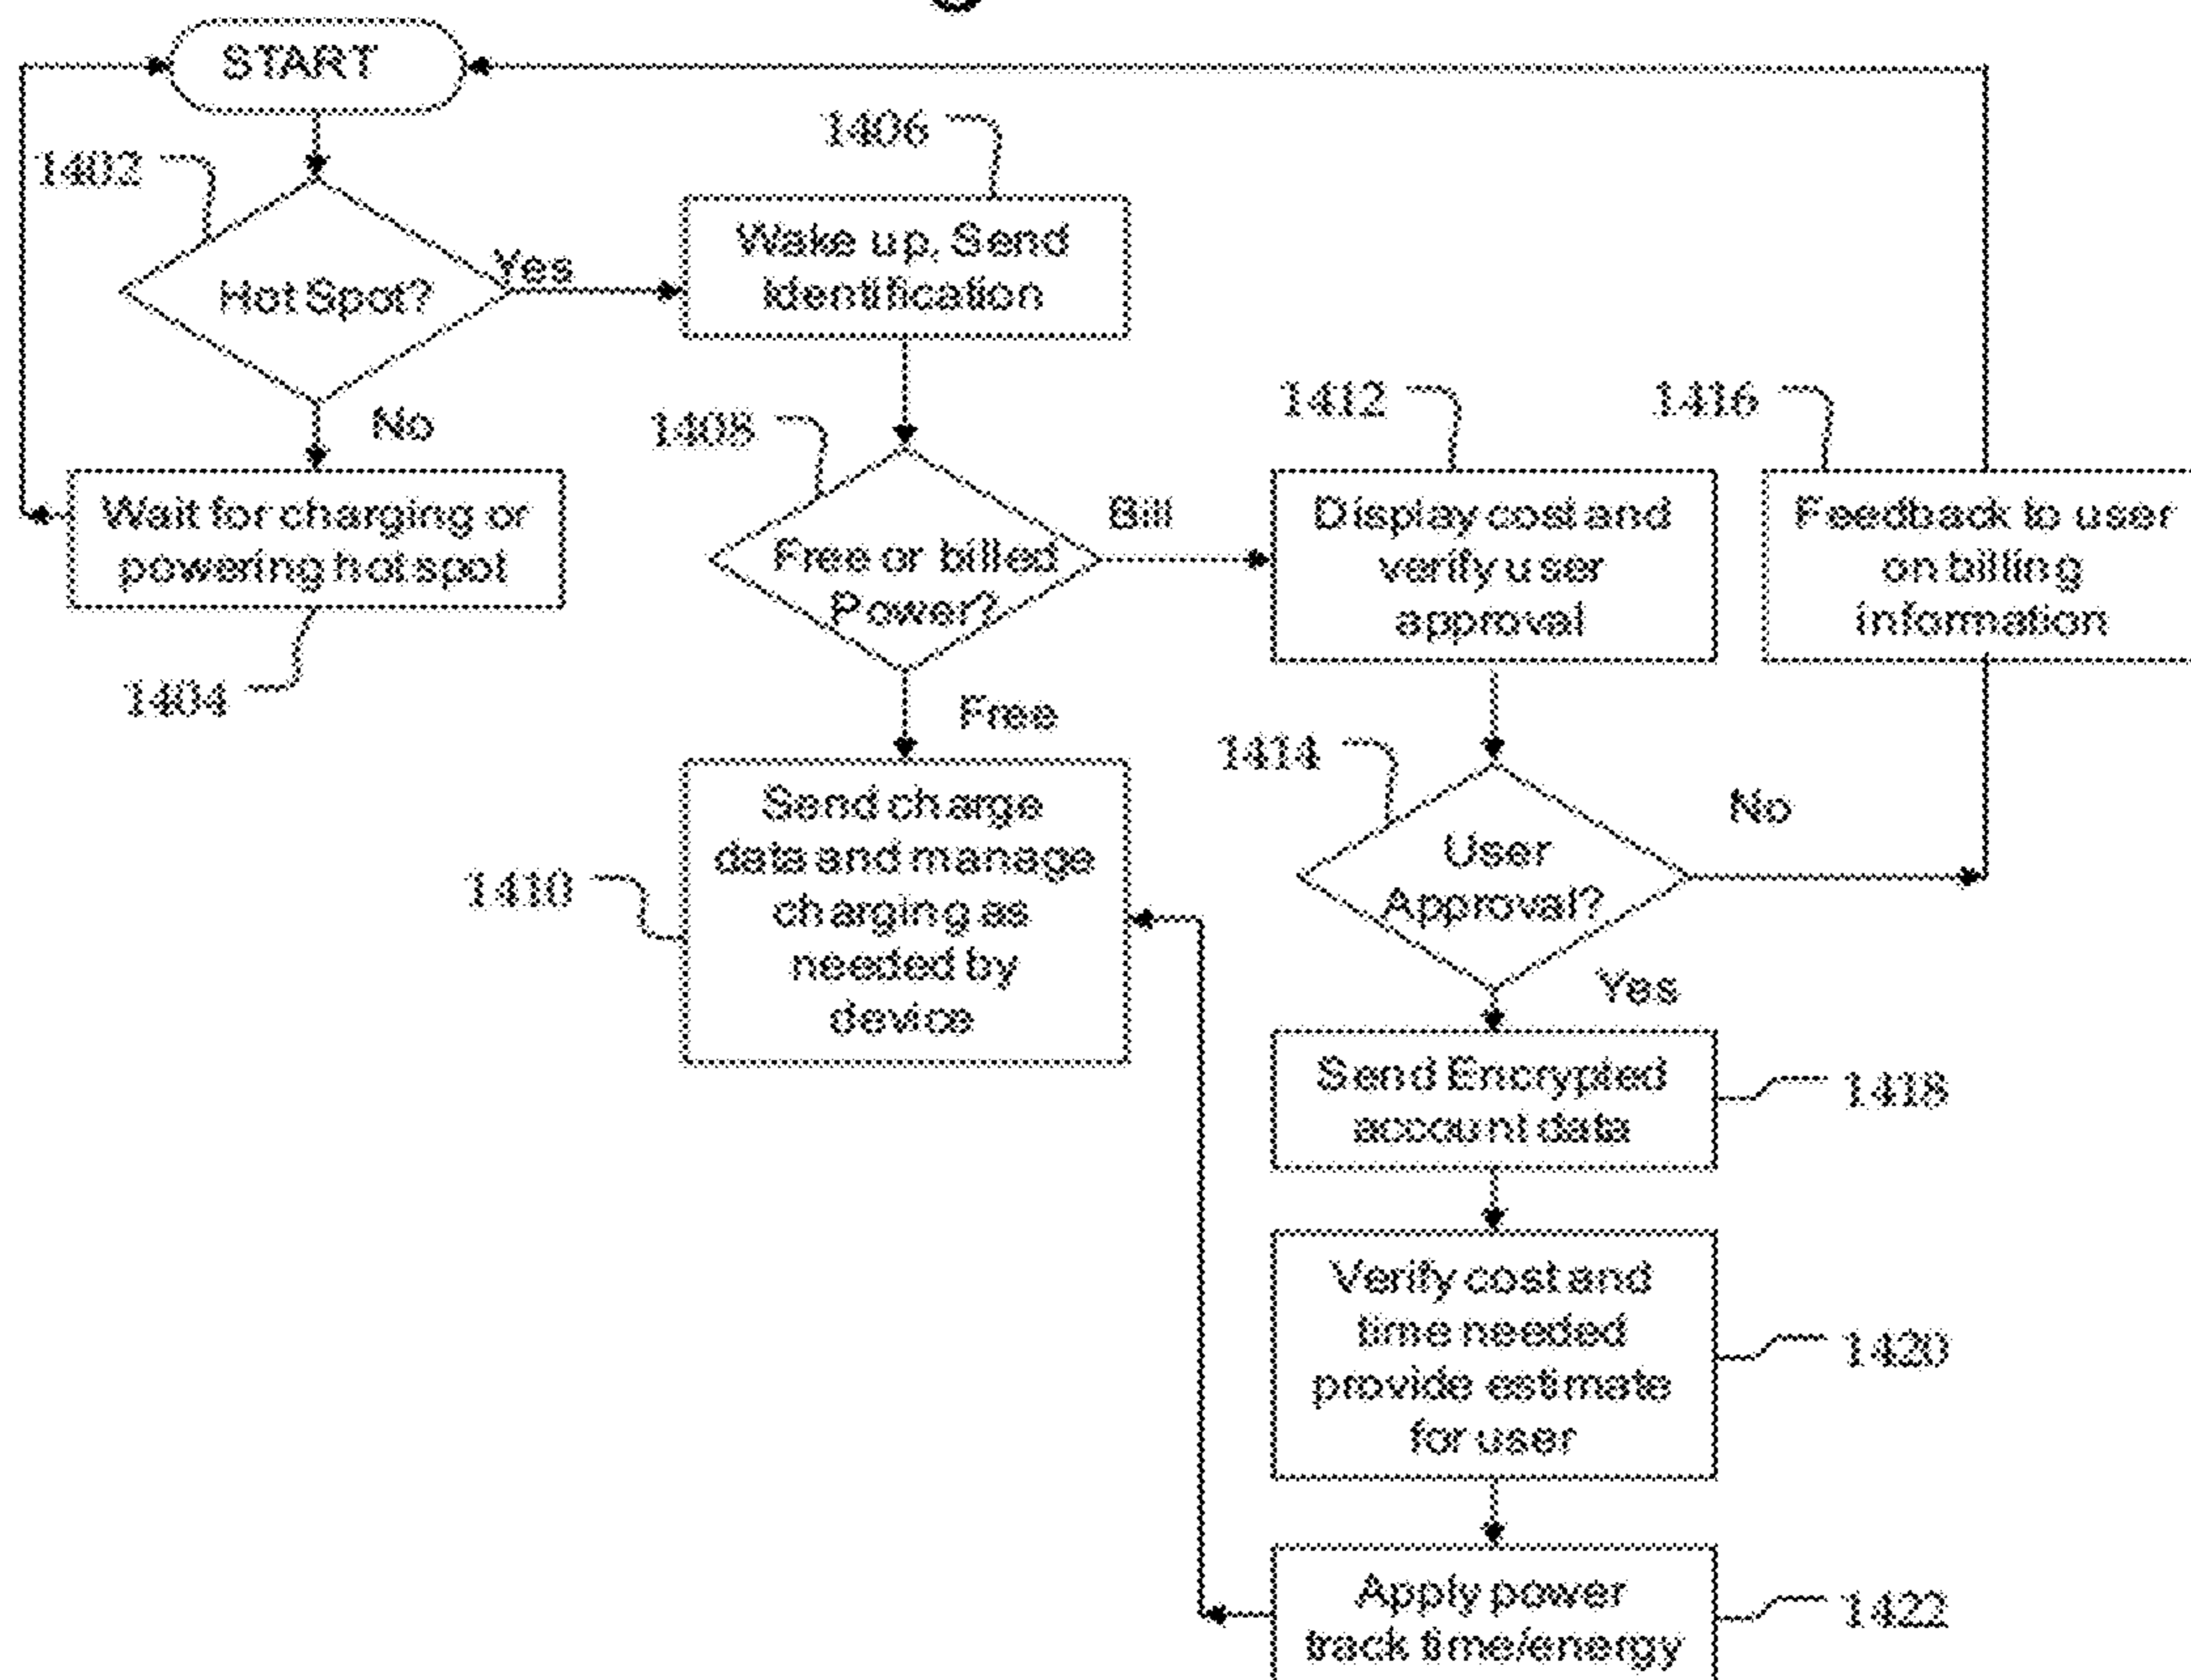 START
1402
1406
Hot Spot?
Yes
Wake up, Send
Identification
No
1408
1412
1416
Wait for charging or
powering hotspot
1404
Free or billed
Power?
Bill
Display cost and
verify user
approval
Feedback to user
on billing
information
Free
1410
Send charge
data and manage
charging as
needed by
device
1414
User
Approval?
No
Yes
Send Encrypted
account data
1418
Verify cost and
time needed
provide estimate
for user
1420
Apply power
track time/energy
1422